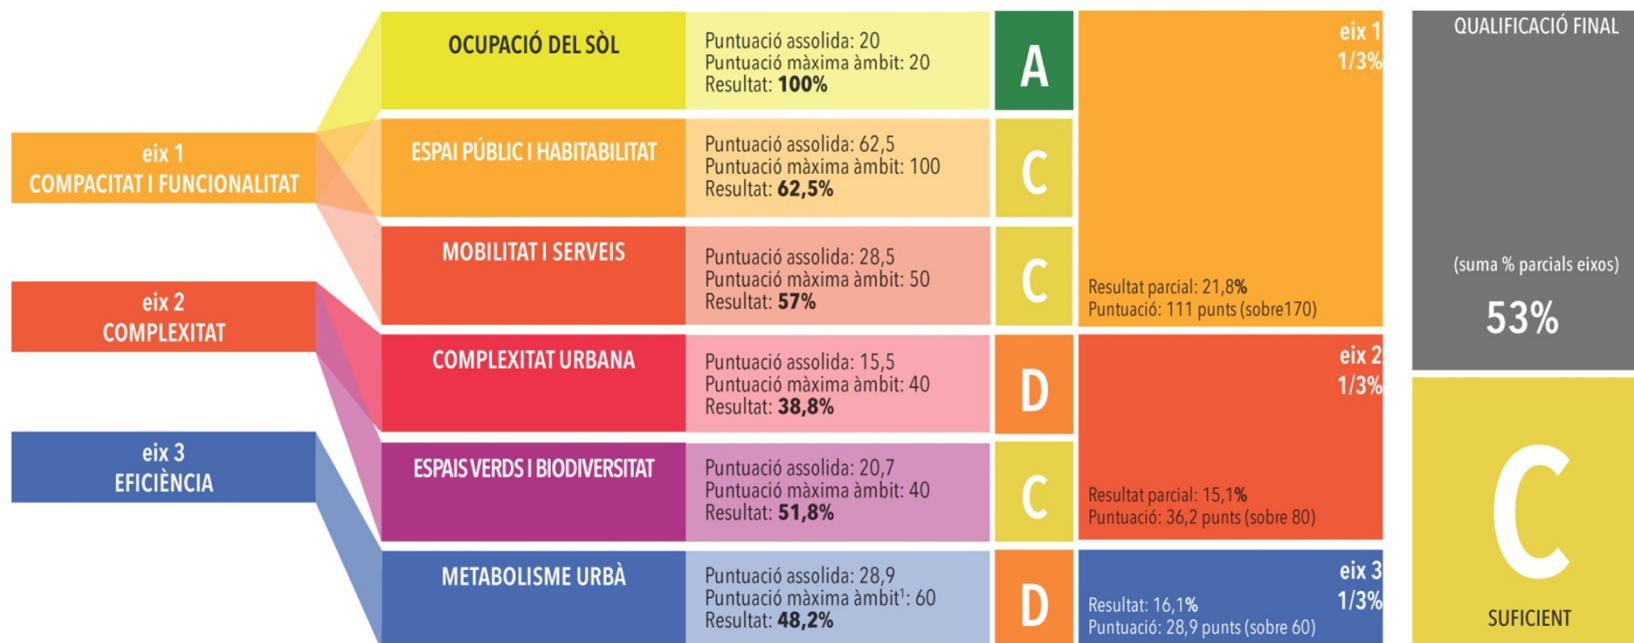 eix 1
COMPACITAT I FUNCIONALITAT
eix 2
COMPLEXITAT
eix 3
EFICIÈNCIA
OCUPACIÓ DEL SÒL
Puntuació assolida: 20
Puntuació màxima àmbit: 20
Resultat: 100%
A
ESPAI PÚBLIC I HABITABILITAT
Puntuació assolida: 62,5
Puntuació màxima àmbit: 100
Resultat: 62,5%
C
MOBILITAT I SERVEIS
Puntuació assolida: 28,5
Puntuació màxima àmbit: 50
Resultat: 57%
C
COMPLEXITAT URBANA
Puntuació assolida: 15,5
Puntuació màxima àmbit: 40
Resultat: 38,8%
D
ESPAIS VERDS I BIODIVERSITAT
Puntuació assolida: 20,7
Puntuació màxima àmbit: 40
Resultat: 51,8%
C
METABOLISME URBÀ
Puntuació assolida: 28,9
Puntuació màxima àmbit¹: 60
Resultat: 48,2%
D
eix 1
1/3%
Resultat parcial: 21,8%
Puntuació: 111 punts (sobre170)
eix 2
1/3%
Resultat parcial: 15,1%
Puntuació: 36,2 punts (sobre 80)
eix 3
1/3%
Resultat: 16,1%
Puntuació: 28,9 punts (sobre 60)
QUALIFICACIÓ FINAL
(suma % parcials eixos)
53%
C
SUFICIENT